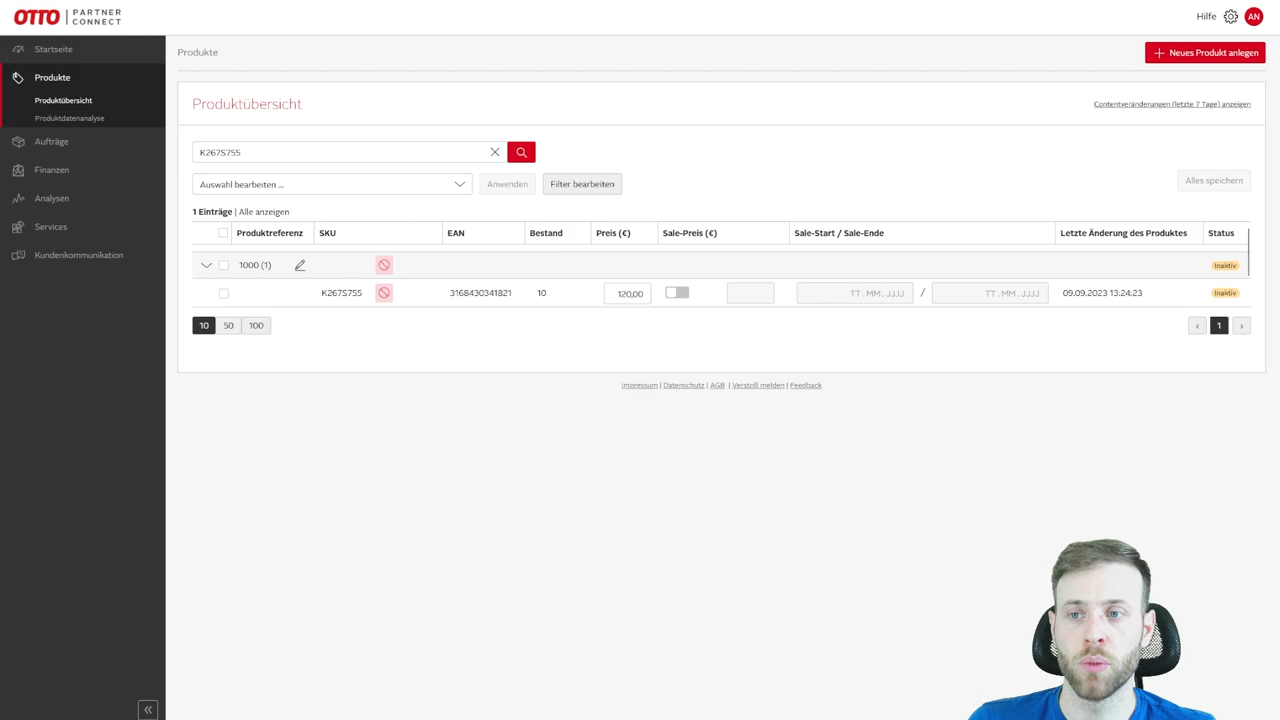 OTTO | PARTNER CONNECT
Hilfe
AN
Startseite
Produkte
Produktübersicht
Produktdatenanalyse
Aufträge
Finanzen
Analysen
Services
Kundenkommunikation
Produkte
Neues Produkt anlegen
Produktübersicht
Contentveränderungen (letzte 7 Tage) anzeigen
K267S755
Auswahl bearbeiten ...
Anwenden
Filter bearbeiten
Alles speichern
1 Einträge | Alle anzeigen
Produktreferenz SKU EAN Bestand Preis (€) Sale-Preis (€) Sale-Start / Sale-Ende Letzte Änderung des Produktes Status
1000 (1) Inaktiv
K267S755 3168430341821 10 120,00 TT . MM . JJJJ / TT . MM . JJJJ 09.09.2023 13:24:23 Inaktiv
10 50 100
‹ 1 ›
Impressum | Datenschutz | AGB | Verstoß melden | Feedback